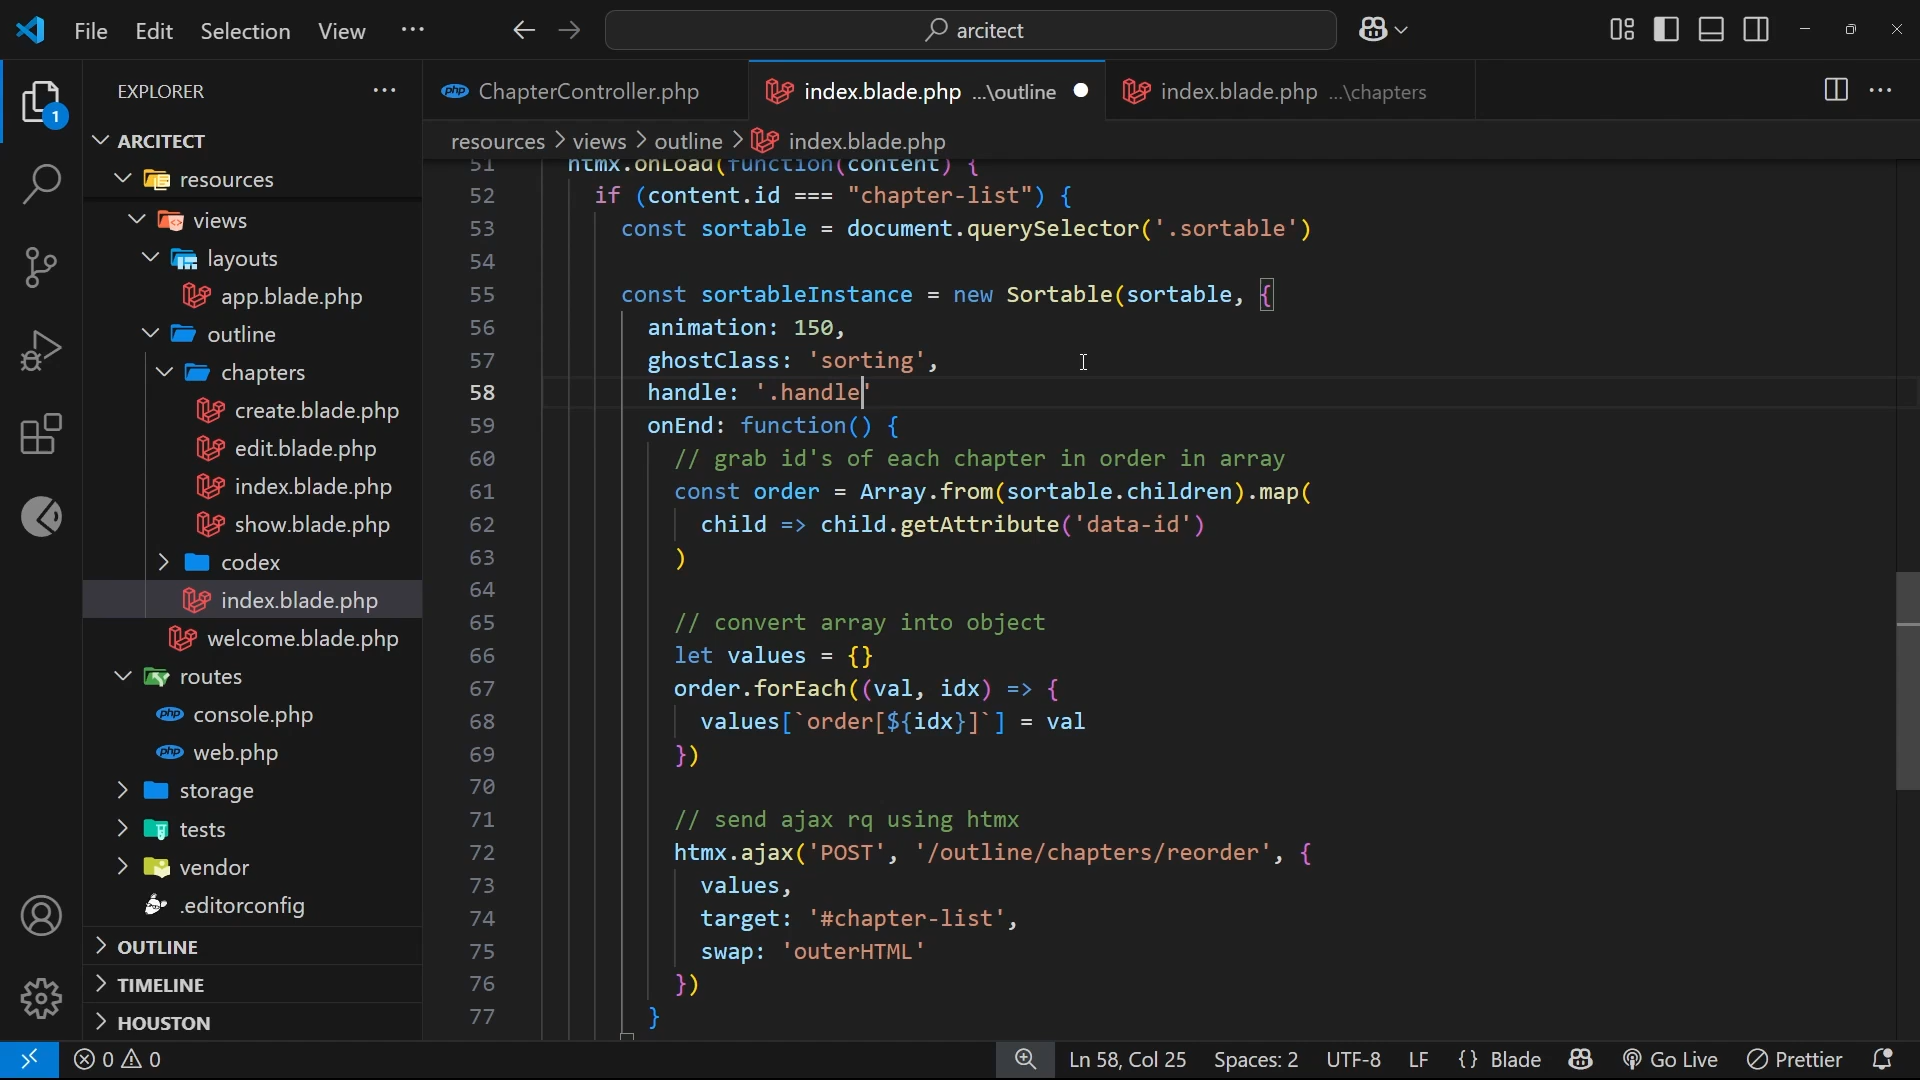 File Edit Selection View ··· arcitect
EXPLORER ···
ARCITECT
resources
views
layouts
app.blade.php
outline
chapters
create.blade.php
edit.blade.php
index.blade.php
show.blade.php
codex
index.blade.php
welcome.blade.php
routes
console.php
web.php
storage
tests
vendor
.editorconfig
OUTLINE
TIMELINE
HOUSTON
1
ChapterController.php index.blade.php ...\outline index.blade.php ...\chapters
resources > views > outline > index.blade.php
51 htmx.onLoad(function(content) {
52 if (content.id === "chapter-list") {
53 const sortable = document.querySelector('.sortable')
54
55 const sortableInstance = new Sortable(sortable, {
56 animation: 150,
57 ghostClass: 'sorting',
58 handle: '.handle'
59 onEnd: function() {
60 // grab id's of each chapter in order in array
61 const order = Array.from(sortable.children).map(
62 child => child.getAttribute('data-id')
63 )
64
65 // convert array into object
66 let values = {}
67 order.forEach((val, idx) => {
68 values[`order[${idx}]`] = val
69 })
70
71 // send ajax rq using htmx
72 htmx.ajax('POST', '/outline/chapters/reorder', {
73 values,
74 target: '#chapter-list',
75 swap: 'outerHTML'
76 })
77 }
0 0 Ln 58, Col 25 Spaces: 2 UTF-8 LF {} Blade Go Live Prettier